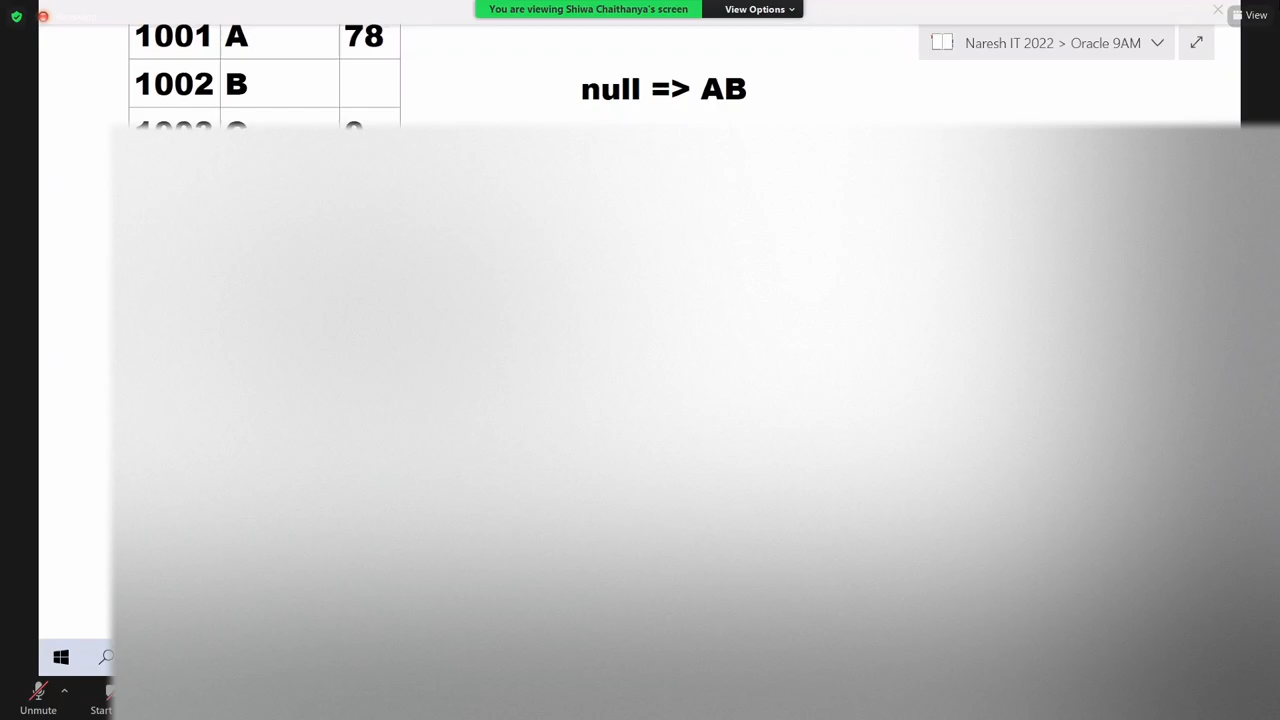 You are viewing Shiwa Chaithanya's screen
View Options
View
1001 A 78
Naresh IT 2022 > Oracle 9AM
1002 B
null => AB
Unmute
Start